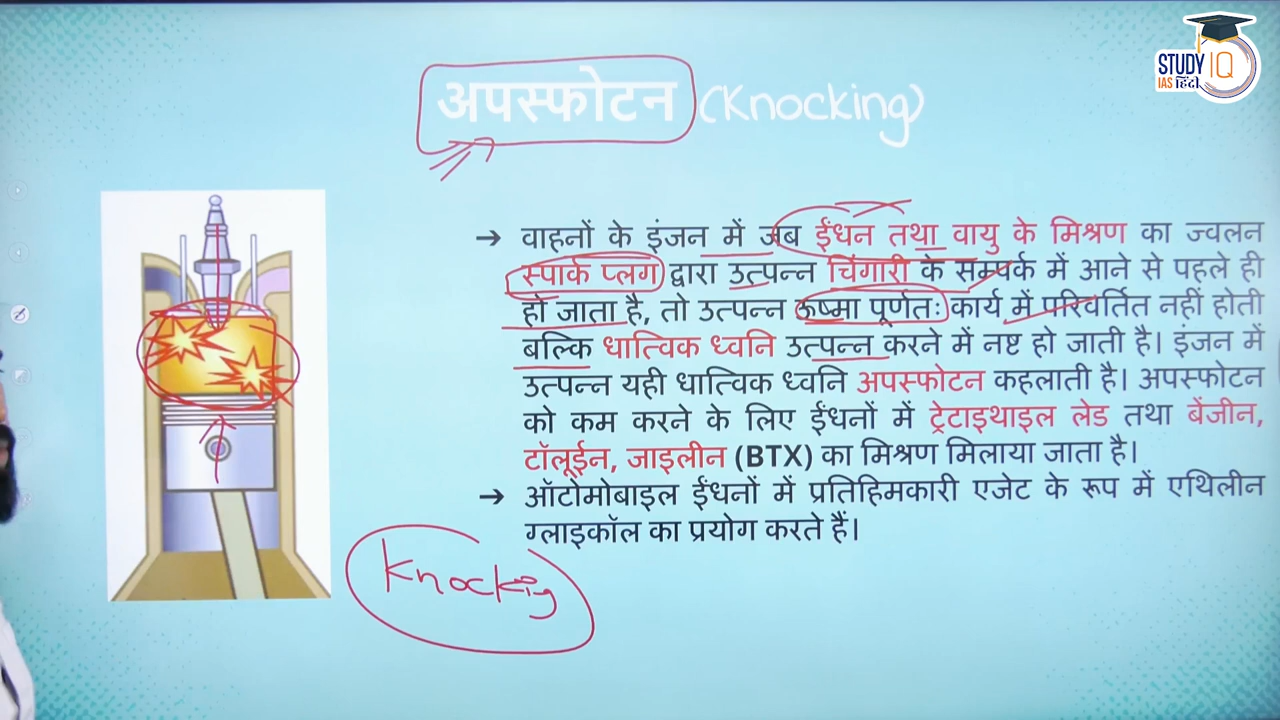 STUDY IQ
IAS हिंदी
अपस्फोटन (Knocking)
→ वाहनों के इंजन में जब ईंधन तथा वायु के मिश्रण का ज्वलन
स्पार्क प्लग द्वारा उत्पन्न चिंगारी के सम्पर्क में आने से पहले ही
हो जाता है, तो उत्पन्न ऊष्मा पूर्णतः कार्य में परिवर्तित नहीं होती
बल्कि धात्विक ध्वनि उत्पन्न करने में नष्ट हो जाती है। इंजन में
उत्पन्न यही धात्विक ध्वनि अपस्फोटन कहलाती है। अपस्फोटन
को कम करने के लिए ईंधनों में ट्रेटाइथाइल लेड तथा बेंजीन,
टॉलूईन, जाइलीन (BTX) का मिश्रण मिलाया जाता है।
→ ऑटोमोबाइल ईंधनों में प्रतिहिमकारी एजेट के रूप में एथिलीन
ग्लाइकॉल का प्रयोग करते हैं।
Knockig